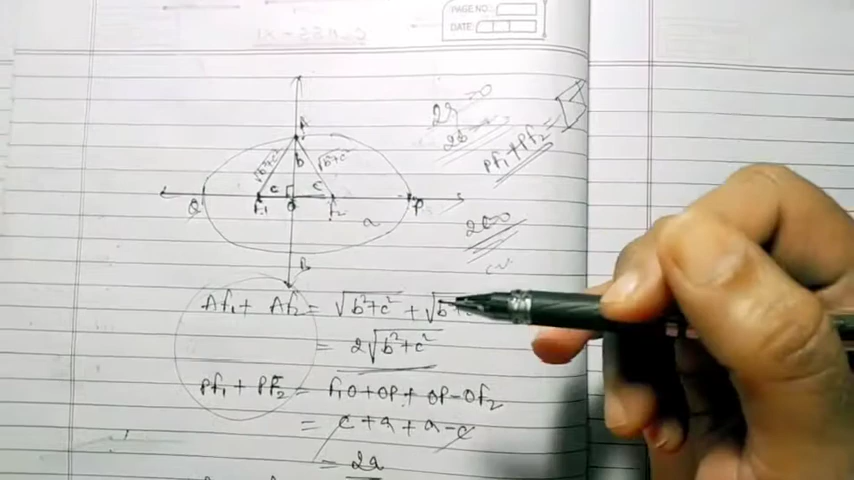 PAGE NO.:
DATE:
A
2a
2b
PF₁+PF₂
√b²+c²
b
√b²+c²
c
c
Q
F₁
O
F₂
P
a
2c
B
AF₁ + AF₂ = √b²+c² + √b²+c²
= 2√b²+c²
PF₁ + PF₂ = F₁O + OP + OP - OF₂
= c + a + a - c
= 2a